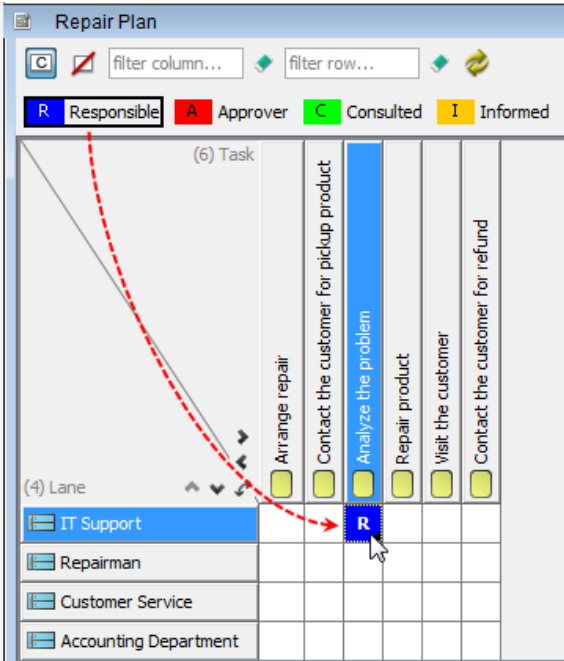 Repair Plan
C filter column... filter row...
R Responsible A Approver C Consulted I Informed
(6) Task
Arrange repair
Contact the customer for pickup product
Analyze the problem
Repair product
Visit the customer
Contact the customer for refund
(4) Lane
IT Support R
Repairman
Customer Service
Accounting Department